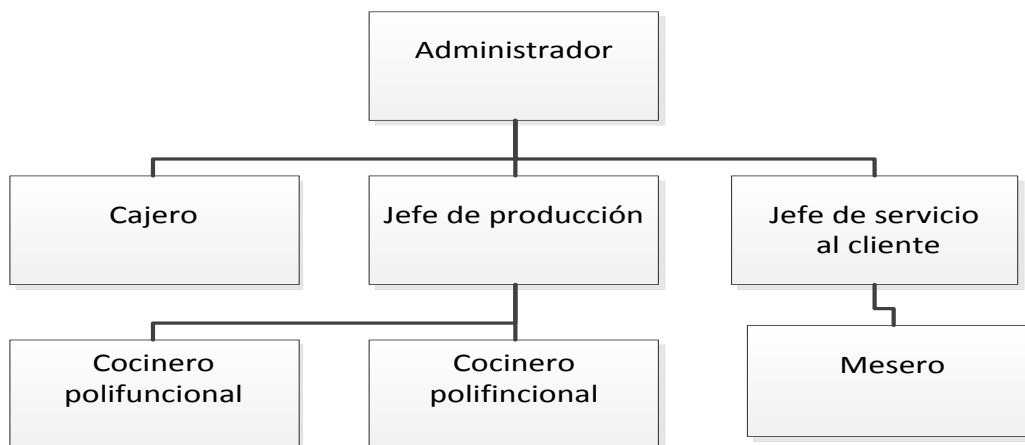 Administrador
Cajero
Jefe de producción
Jefe de servicio
al cliente
Cocinero
polifuncional
Cocinero
polifincional
Mesero